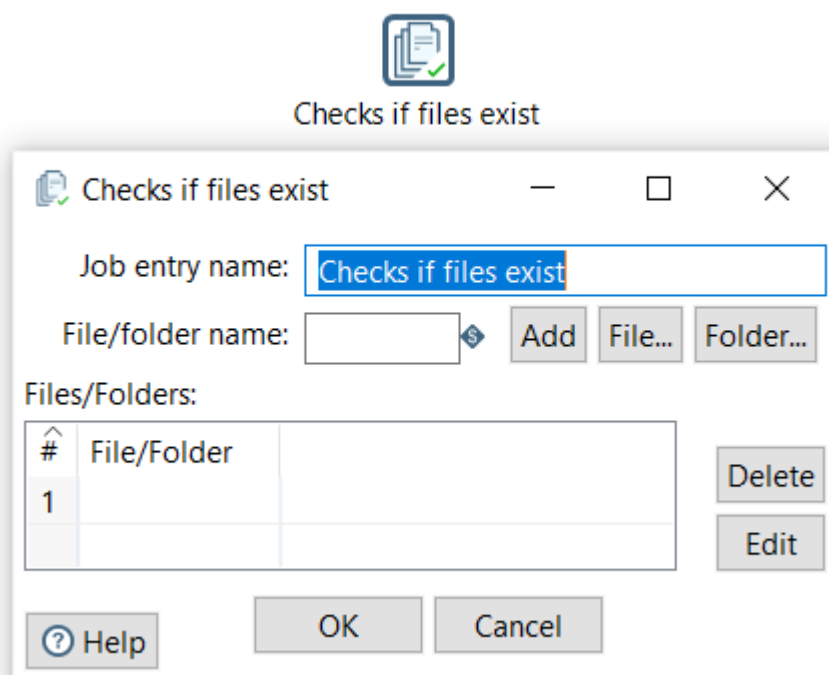 Checks if files exist
Checks if files exist
Job entry name: Checks if files exist
File/folder name: $ Add File... Folder...
Files/Folders:
# File/Folder
1
Delete
Edit
OK Cancel
? Help